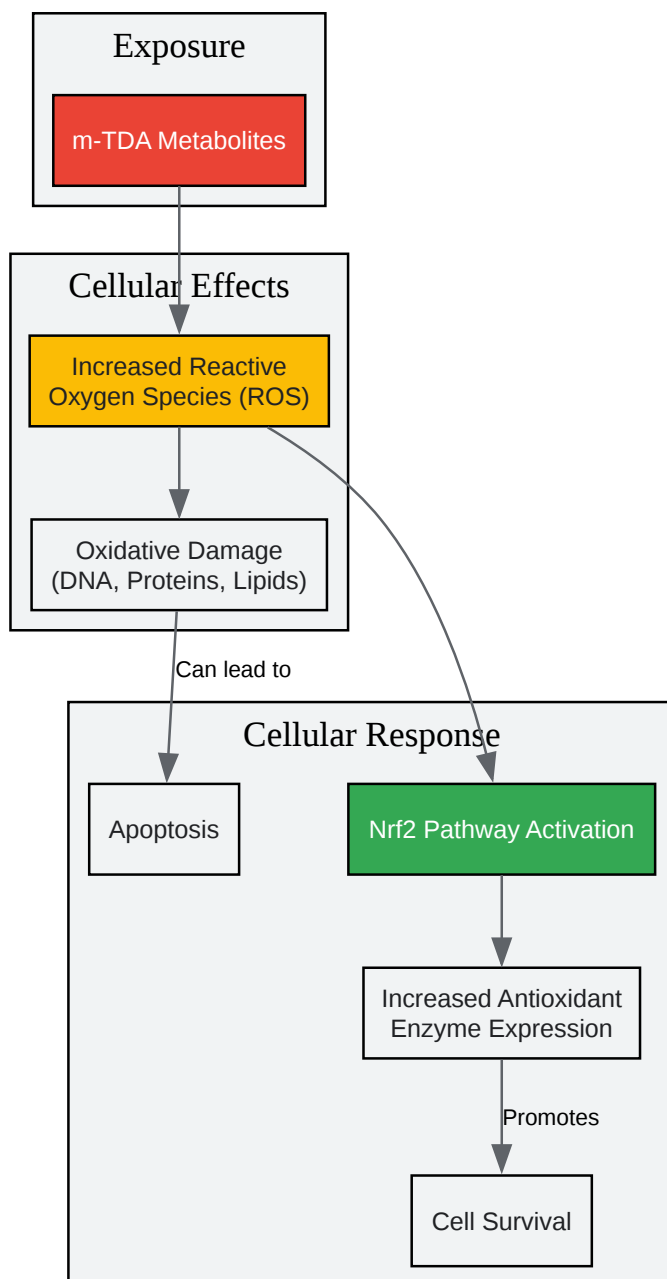 Exposure
m-TDA Metabolites
Cellular Effects
Increased Reactive
Oxygen Species (ROS)
Oxidative Damage
(DNA, Proteins, Lipids)
Can lead to
Cellular Response
Apoptosis
Nrf2 Pathway Activation
Increased Antioxidant
Enzyme Expression
Promotes
Cell Survival